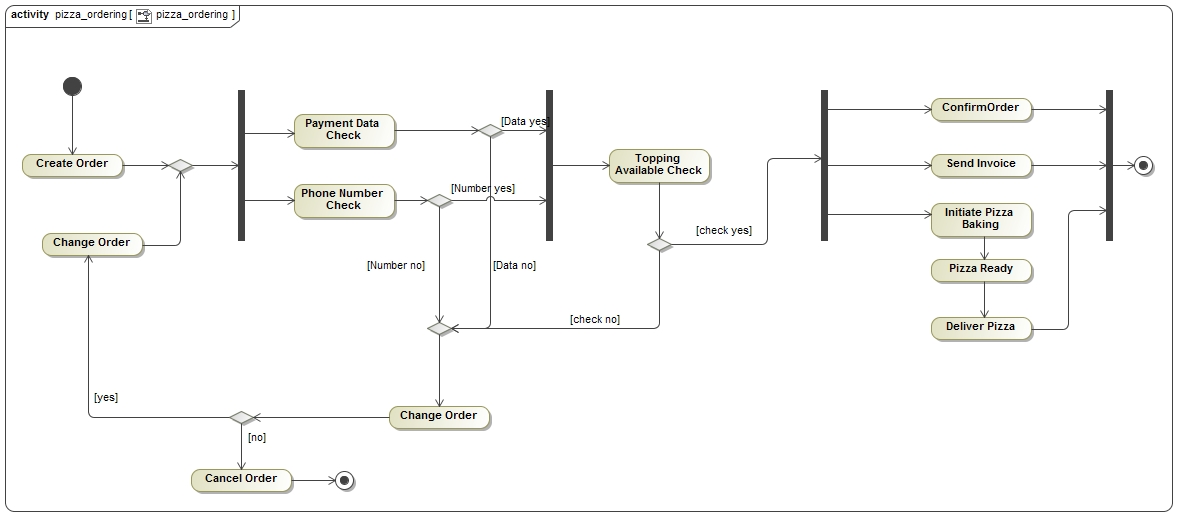 activity pizza_ordering [ pizza_ordering ]
ConfirmOrder
Payment Data
Check
[Data yes]
Create Order
Topping
Available Check
Send Invoice
Phone Number
Check
[Number yes]
Initiate Pizza
Baking
Change Order
[check yes]
[Number no]
[Data no]
Pizza Ready
[check no]
Deliver Pizza
[yes]
Change Order
[no]
Cancel Order